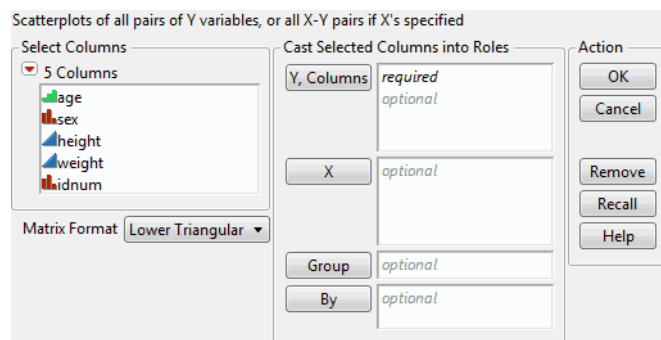 Scatterplots of all pairs of Y variables, or all X-Y pairs if X's specified
Select Columns
5 Columns
age
sex
height
weight
idnum
Matrix Format Lower Triangular
Cast Selected Columns into Roles
Y, Columns required
optional
X optional
Group optional
By optional
Action
OK
Cancel
Remove
Recall
Help